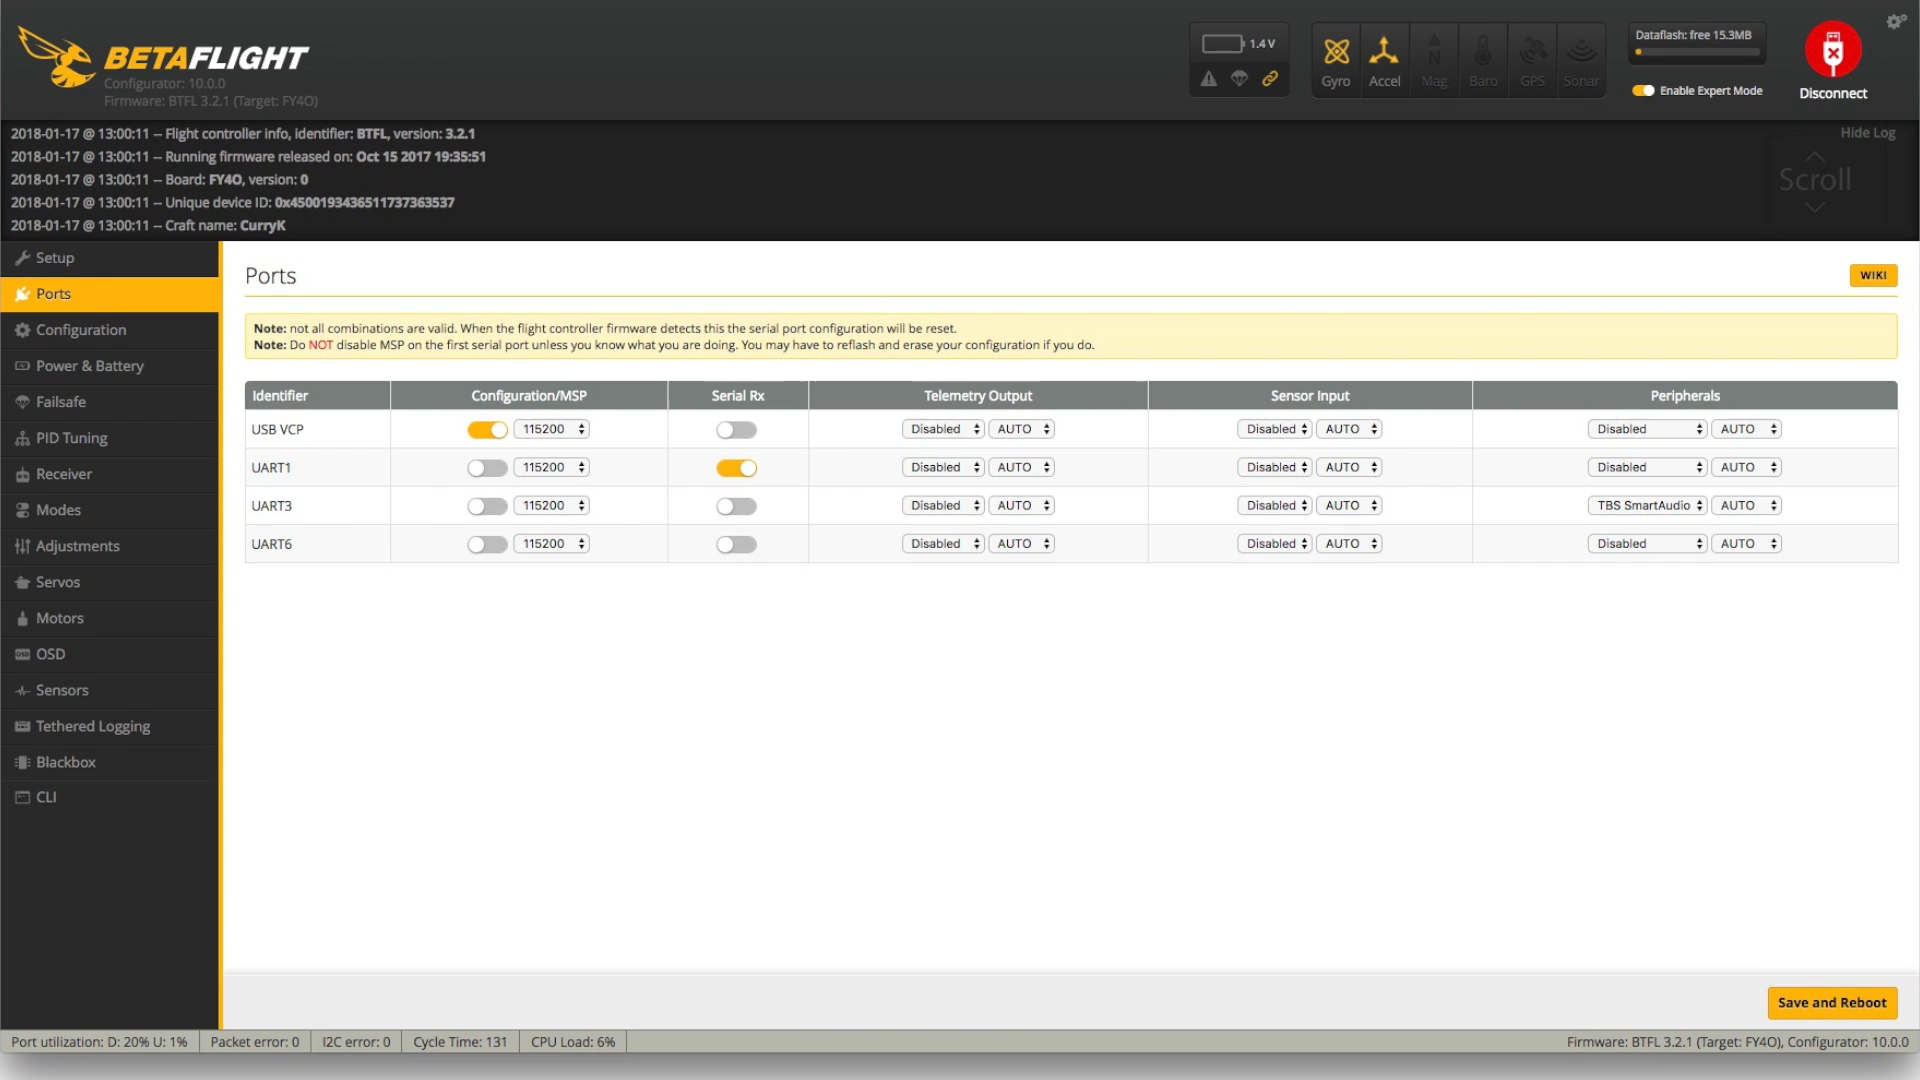 BETAFLIGHT
Configurator: 10.0.0
Firmware: BTFL 3.2.1 (Target: FY4O)
1.4 V
Gyro Accel Mag Baro GPS Sonar
Dataflash: free 15.3MB
Enable Expert Mode
Disconnect
2018-01-17 @ 13:00:11 -- Flight controller info, identifier: BTFL, version: 3.2.1
2018-01-17 @ 13:00:11 -- Running firmware released on: Oct 15 2017 19:35:51
2018-01-17 @ 13:00:11 -- Board: FY4O, version: 0
2018-01-17 @ 13:00:11 -- Unique device ID: 0x4500193436511737363537
2018-01-17 @ 13:00:11 -- Craft name: CurryK
Hide Log
Scroll
Setup
Ports
Configuration
Power & Battery
Failsafe
PID Tuning
Receiver
Modes
Adjustments
Servos
Motors
OSD
Sensors
Tethered Logging
Blackbox
CLI
Ports
WIKI
Note: not all combinations are valid. When the flight controller firmware detects this the serial port configuration will be reset.
Note: Do NOT disable MSP on the first serial port unless you know what you are doing. You may have to reflash and erase your configuration if you do.
Identifier Configuration/MSP Serial Rx Telemetry Output Sensor Input Peripherals
USB VCP 115200 Disabled AUTO Disabled AUTO Disabled AUTO
UART1 115200 Disabled AUTO Disabled AUTO Disabled AUTO
UART3 115200 Disabled AUTO Disabled AUTO TBS SmartAudio AUTO
UART6 115200 Disabled AUTO Disabled AUTO Disabled AUTO
Save and Reboot
Port utilization: D: 20% U: 1% Packet error: 0 I2C error: 0 Cycle Time: 131 CPU Load: 6% Firmware: BTFL 3.2.1 (Target: FY4O), Configurator: 10.0.0